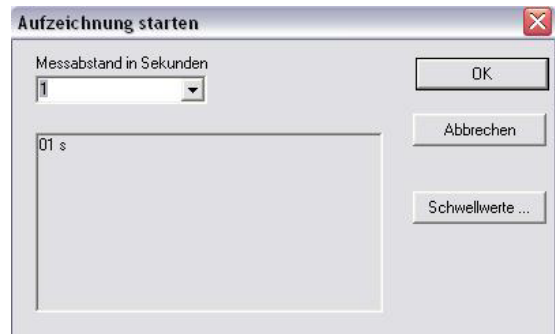 Aufzeichnung starten
Messabstand in Sekunden
1
OK
Abbrechen
01 s
Schwellwerte ...